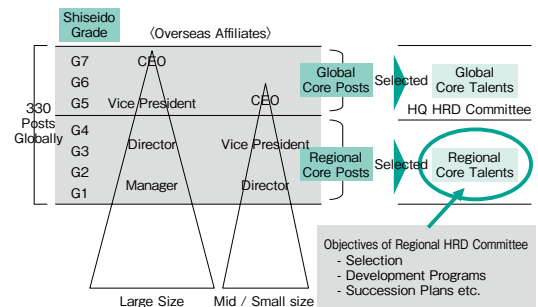 Shiseido
Grade
〈Overseas Affiliates〉
330
Posts
Globally
G7
G6
G5
G4
G3
G2
G1
CEO
Vice President
Director
Manager
CEO
Vice President
Director
Large Size
Mid / Small size
Global
Core Posts
Selected
Global
Core Talents
HQ HRD Committee
Regional
Core Posts
Selected
Regional
Core Talents
Objectives of Regional HRD Committee
- Selection
- Development Programs
- Succession Plans etc.